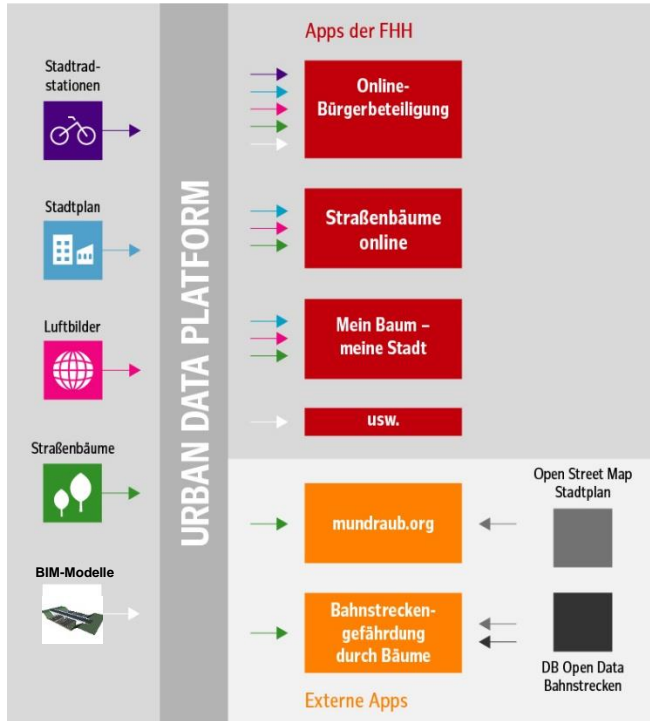 Stadtrad-
stationen
Stadtplan
Luftbilder
Straßenbäume
BIM-Modelle
URBAN DATA PLATFORM
Apps der FHH
Online-
Bürgerbeteiligung
Straßenbäume
online
Mein Baum –
meine Stadt
usw.
mundraub.org
Bahnstrecken-
gefährdung
durch Bäume
Externe Apps
Open Street Map
Stadtplan
DB Open Data
Bahnstrecken